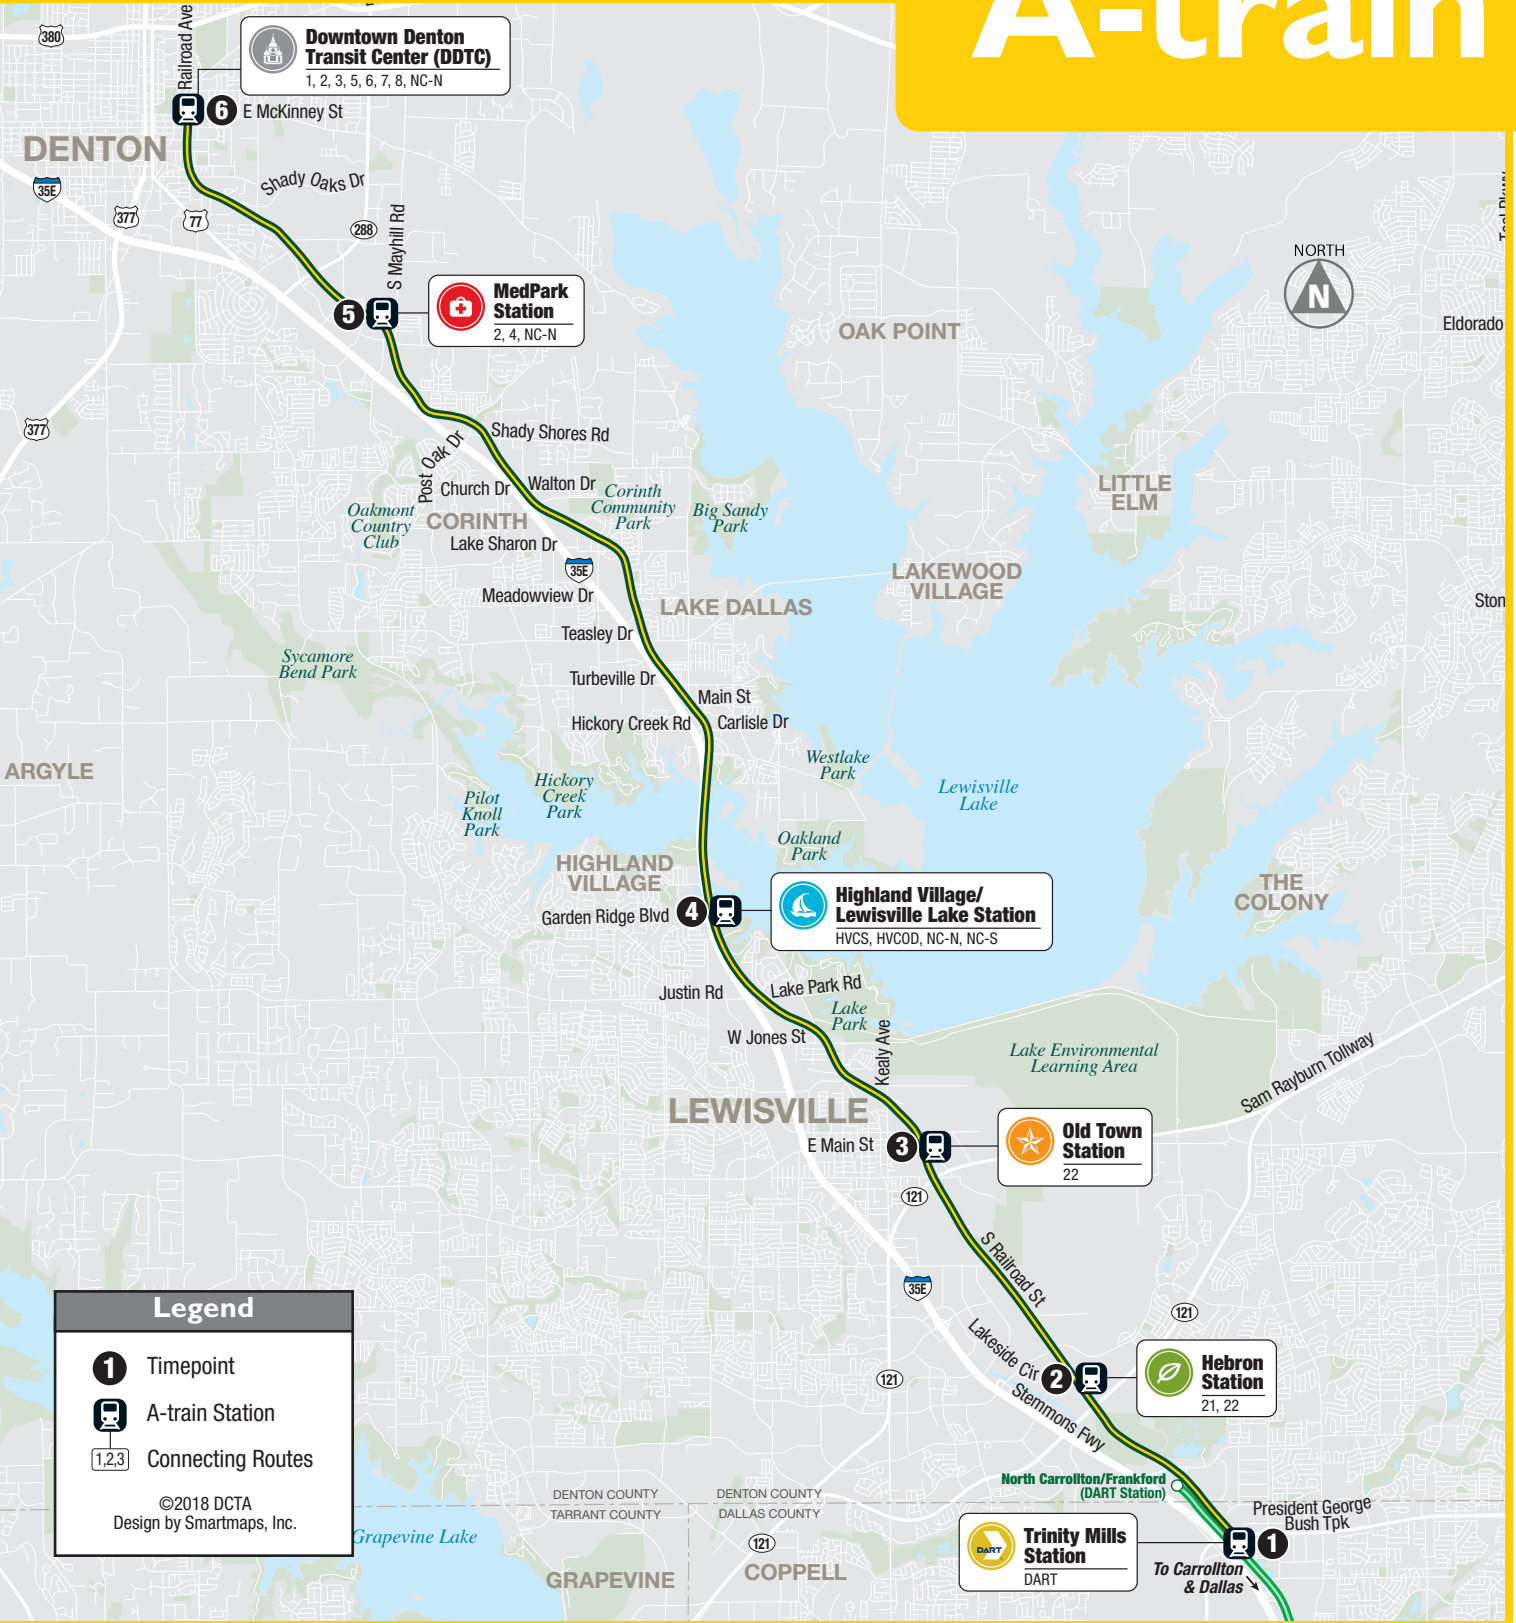 A-train
380
Railroad Ave
Downtown Denton
Transit Center (DDTC)
1, 2, 3, 5, 6, 7, 8, NC-N
6
E McKinney St
DENTON
35E
377
77
Shady Oaks Dr
288
S Mayhill Rd
NORTH
N
5
MedPark
Station
2, 4, NC-N
OAK POINT
Eldorado
377
Shady Shores Rd
Post Oak Dr
Church Dr
Walton Dr
Corinth
Community
Park
Big Sandy
Park
LITTLE
ELM
Oakmont
Country
Club
CORINTH
Lake Sharon Dr
35E
Meadowview Dr
LAKE DALLAS
LAKEWOOD
VILLAGE
Ston
Teasley Dr
Sycamore
Bend Park
Turbeville Dr
Main St
Hickory Creek Rd
Carlisle Dr
ARGYLE
Westlake
Park
Lewisville
Lake
Hickory
Creek
Park
Pilot
Knoll
Park
Oakland
Park
HIGHLAND
VILLAGE
THE
COLONY
Garden Ridge Blvd
4
Highland Village/
Lewisville Lake Station
HVCS, HVCOD, NC-N, NC-S
Justin Rd
Lake Park Rd
Lake
Park
W Jones St
Kealy Ave
Lake Environmental
Learning Area
Sam Rayburn Tollway
LEWISVILLE
E Main St
3
Old Town
Station
22
121
S Railroad St
35E
121
Lakeside Cir
2
Hebron
Station
21, 22
121
Stemmons Fwy
North Carrollton/Frankford
(DART Station)
DENTON COUNTY
TARRANT COUNTY
DENTON COUNTY
DALLAS COUNTY
President George
Bush Tpk
121
DART
Trinity Mills
Station
DART
1
To Carrollton
& Dallas
GRAPEVINE
COPPELL
Grapevine Lake
Legend
1
Timepoint
A-train Station
1,2,3
Connecting Routes
©2018 DCTA
Design by Smartmaps, Inc.